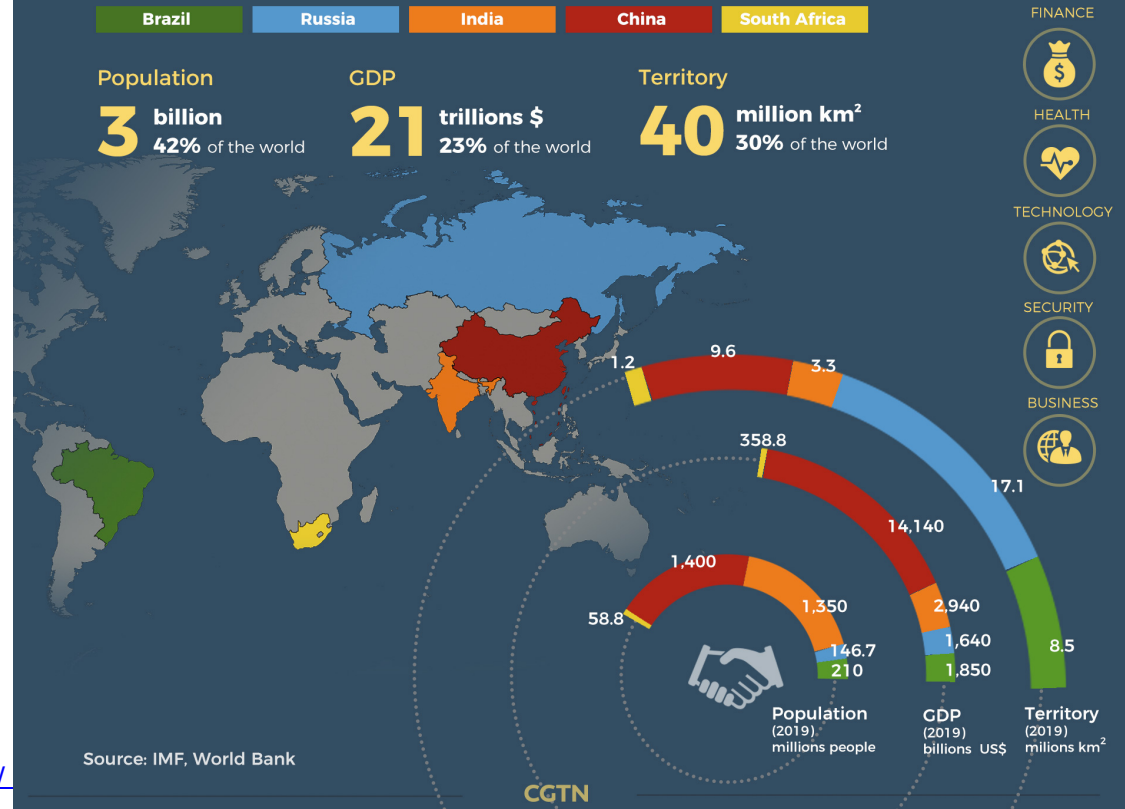 Brazil
Russia
India
China
South Africa
FINANCE
HEALTH
TECHNOLOGY
SECURITY
BUSINESS
Population
3 billion
42% of the world
GDP
21 trillions $
23% of the world
Territory
40 million km²
30% of the world
1.2
9.6
3.3
17.1
8.5
358.8
14,140
2,940
1,640
1,850
58.8
1,400
1,350
146.7
210
Population
(2019)
millions people
GDP
(2019)
billions US$
Territory
(2019)
milions km²
Source: IMF, World Bank
CGTN
/